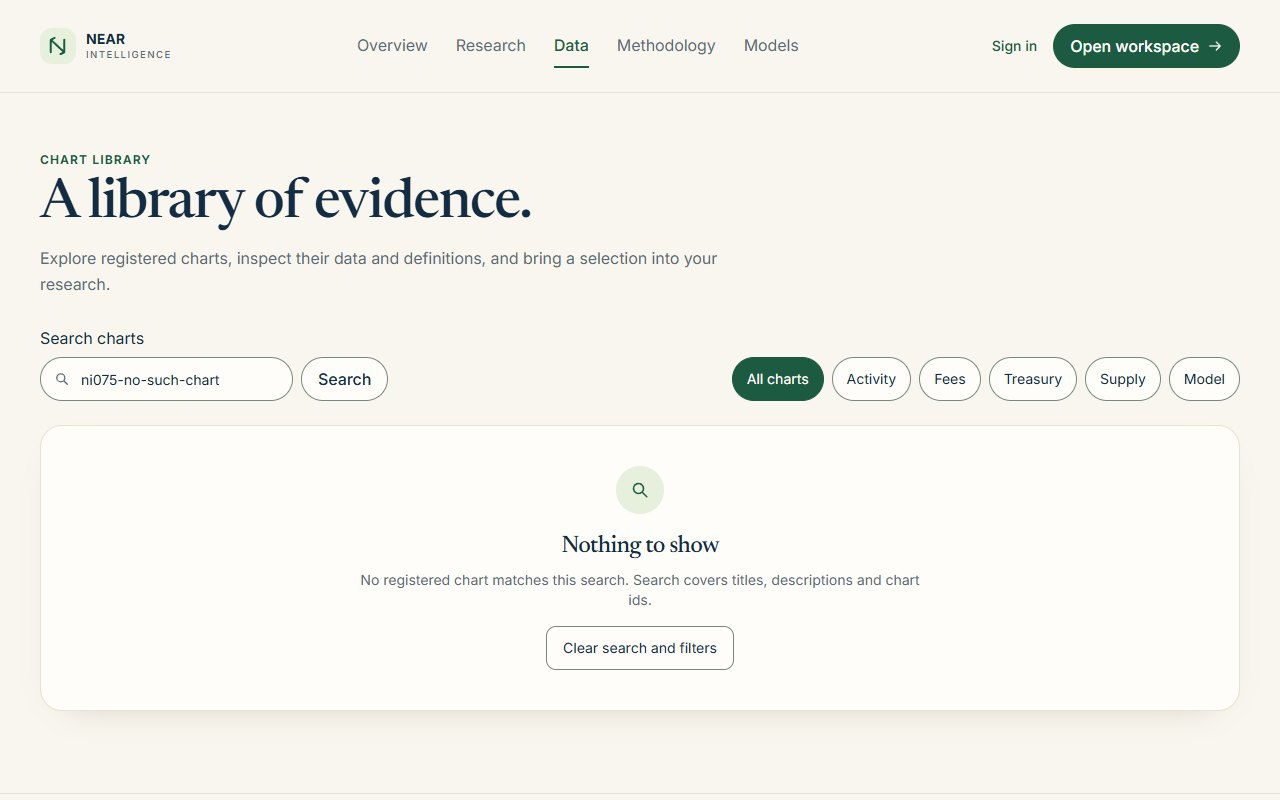 NEAR
INTELLIGENCE
Overview
Research
Data
Methodology
Models
Sign in
Open workspace →
CHART LIBRARY
A library of evidence.
Explore registered charts, inspect their data and definitions, and bring a selection into your
research.
Search charts
ni075-no-such-chart
Search
All charts
Activity
Fees
Treasury
Supply
Model
Nothing to show
No registered chart matches this search. Search covers titles, descriptions and chart
ids.
Clear search and filters